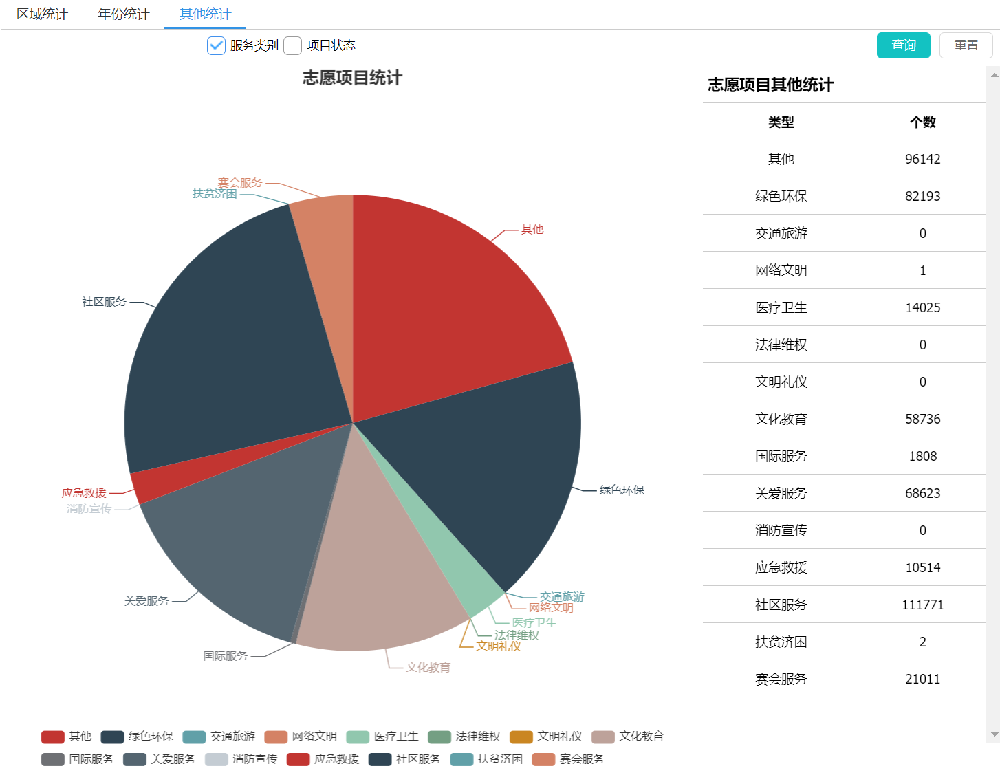 区域统计 年份统计 其他统计
服务类别 项目状态 查询 重置
志愿项目统计
赛会服务
扶贫济困
其他
社区服务
绿色环保
应急救援
消防宣传
交通旅游
关爱服务
网络文明
医疗卫生
法律维权
文明礼仪
国际服务
文化教育
其他 绿色环保 交通旅游 网络文明 医疗卫生 法律维权 文明礼仪 文化教育
国际服务 关爱服务 消防宣传 应急救援 社区服务 扶贫济困 赛会服务
志愿项目其他统计
类型 个数
其他 96142
绿色环保 82193
交通旅游 0
网络文明 1
医疗卫生 14025
法律维权 0
文明礼仪 0
文化教育 58736
国际服务 1808
关爱服务 68623
消防宣传 0
应急救援 10514
社区服务 111771
扶贫济困 2
赛会服务 21011